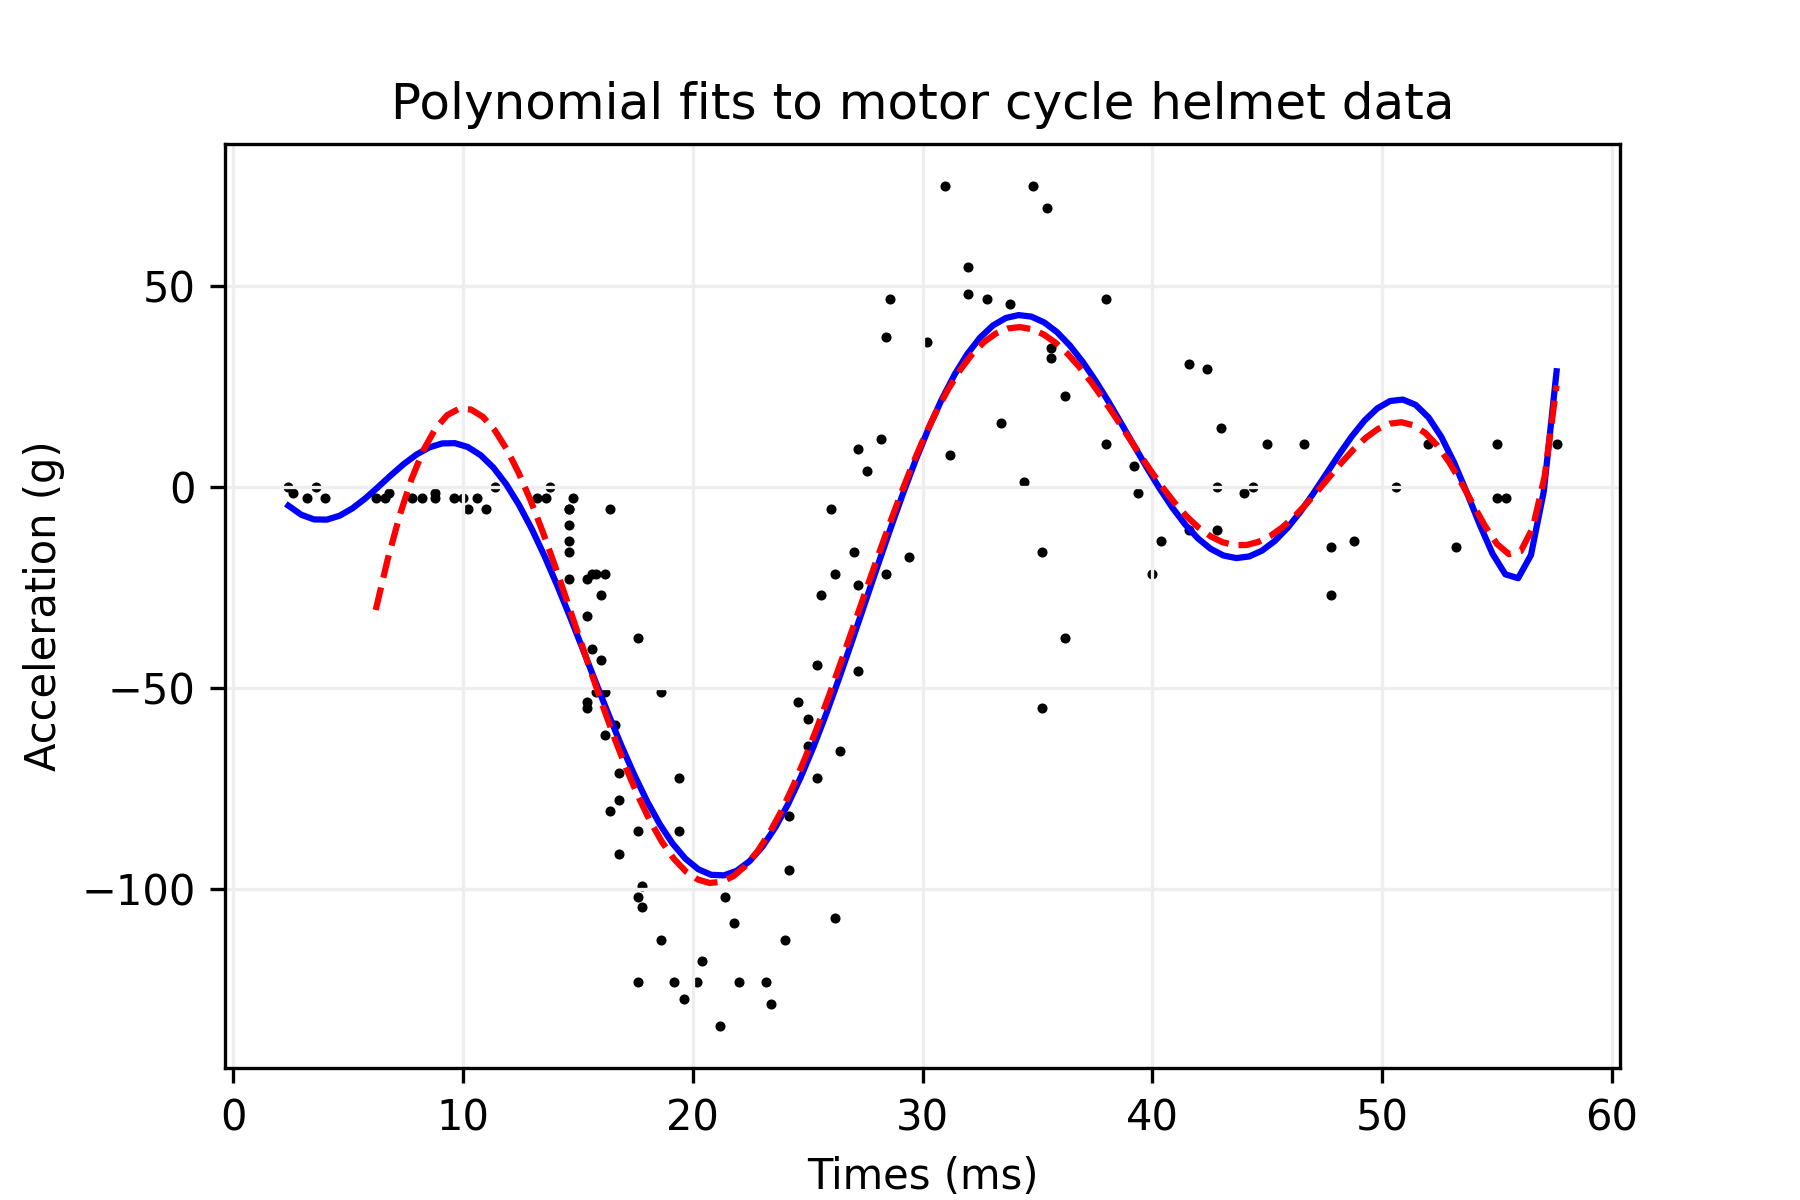 Polynomial fits to motor cycle helmet data
50
0
−50
−100
Acceleration (g)
0 10 20 30 40 50 60
Times (ms)